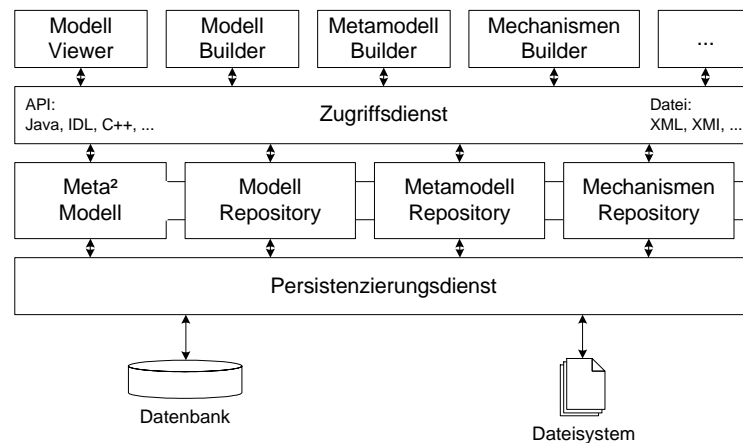 Modell
Viewer
Modell
Builder
Metamodell
Builder
Mechanismen
Builder
...
API:
Java, IDL, C++, ...
Zugriffsdienst
Datei:
XML, XMI, ...
Meta²
Modell
Modell
Repository
Metamodell
Repository
Mechanismen
Repository
Persistenzierungsdienst
Datenbank
Dateisystem